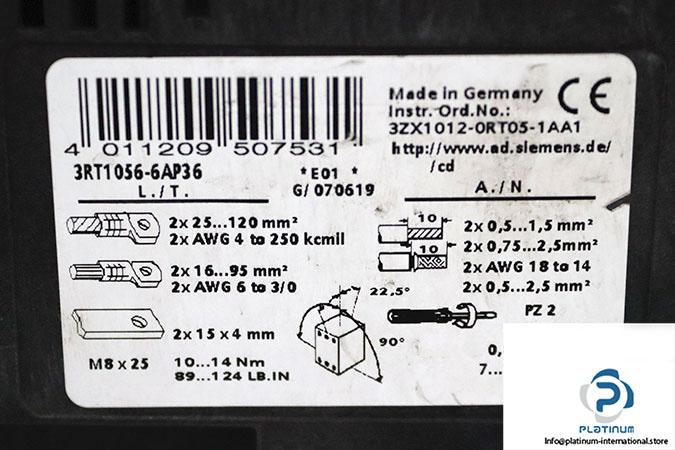 4 011209 507531
3RT1056-6AP36
*E01*
G/070619
L./T.
Made in Germany
Instr. Ord.No.:
3ZX1012-0RT05-1AA1
CE
http://www.ad.siemens.de/
/cd
A./N.
2x 25...120 mm²
2x AWG 4 to 250 kcmil
2x 16...95 mm²
2x AWG 6 to 3/0
2x 15 x 4 mm
M8 x 25
10...14 Nm
89...124 LB.IN
22,5°
90°
10
2x 0,5...1,5 mm²
10
2x 0,75...2,5mm²
2x AWG 18 to 14
2x 0,5...2,5 mm²
PZ 2
0,
7...
P
PLATINUM
Info@platinum-international.store